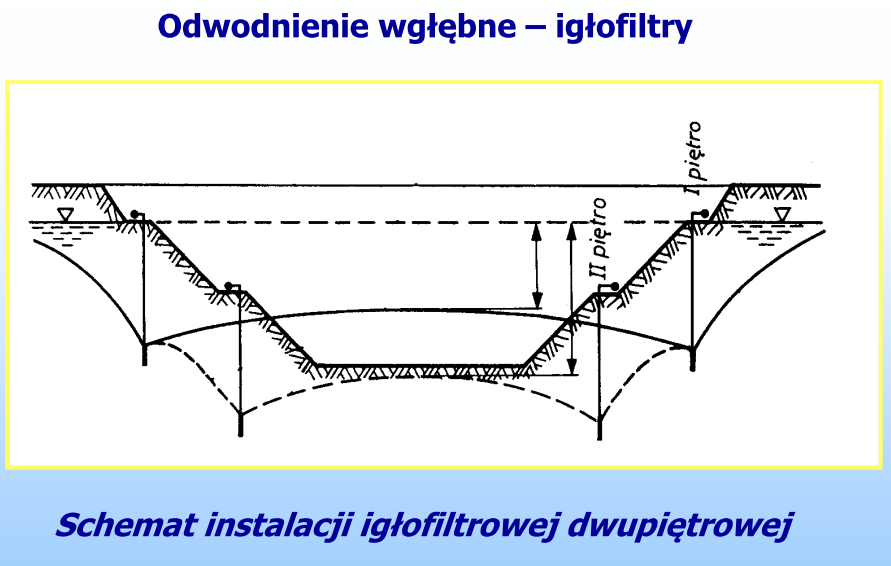 Odwodnienie wgłębne – igłofiltry
I piętro
II piętro
Schemat instalacji igłofiltrowej dwupiętrowej